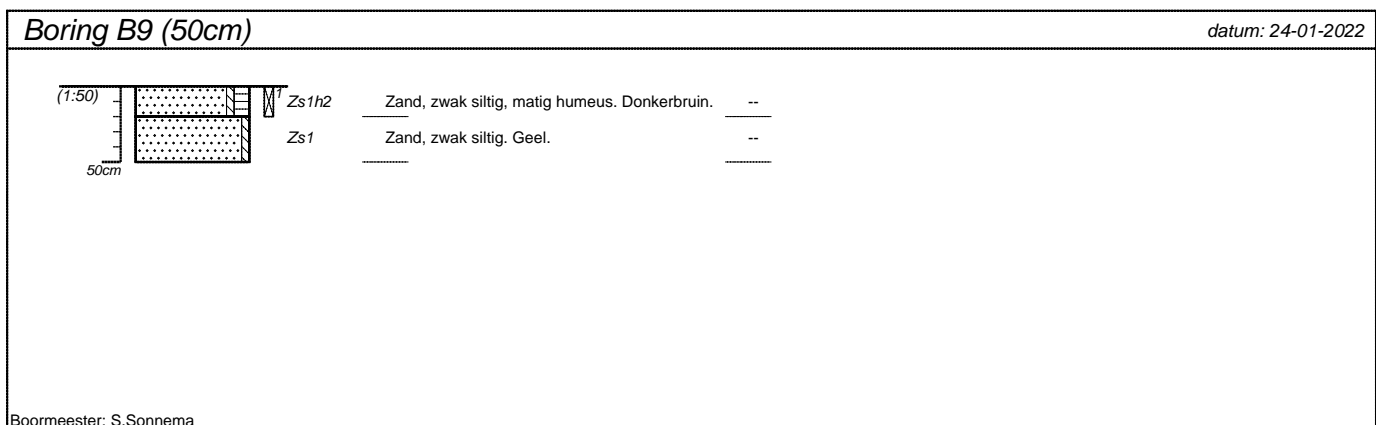 Boring B9 (50cm) datum: 24-01-2022
(1:50) 1 Zs1h2 Zand, zwak siltig, matig humeus. Donkerbruin. --
Zs1 Zand, zwak siltig. Geel. --
50cm
Boormeester: S.Sonnema